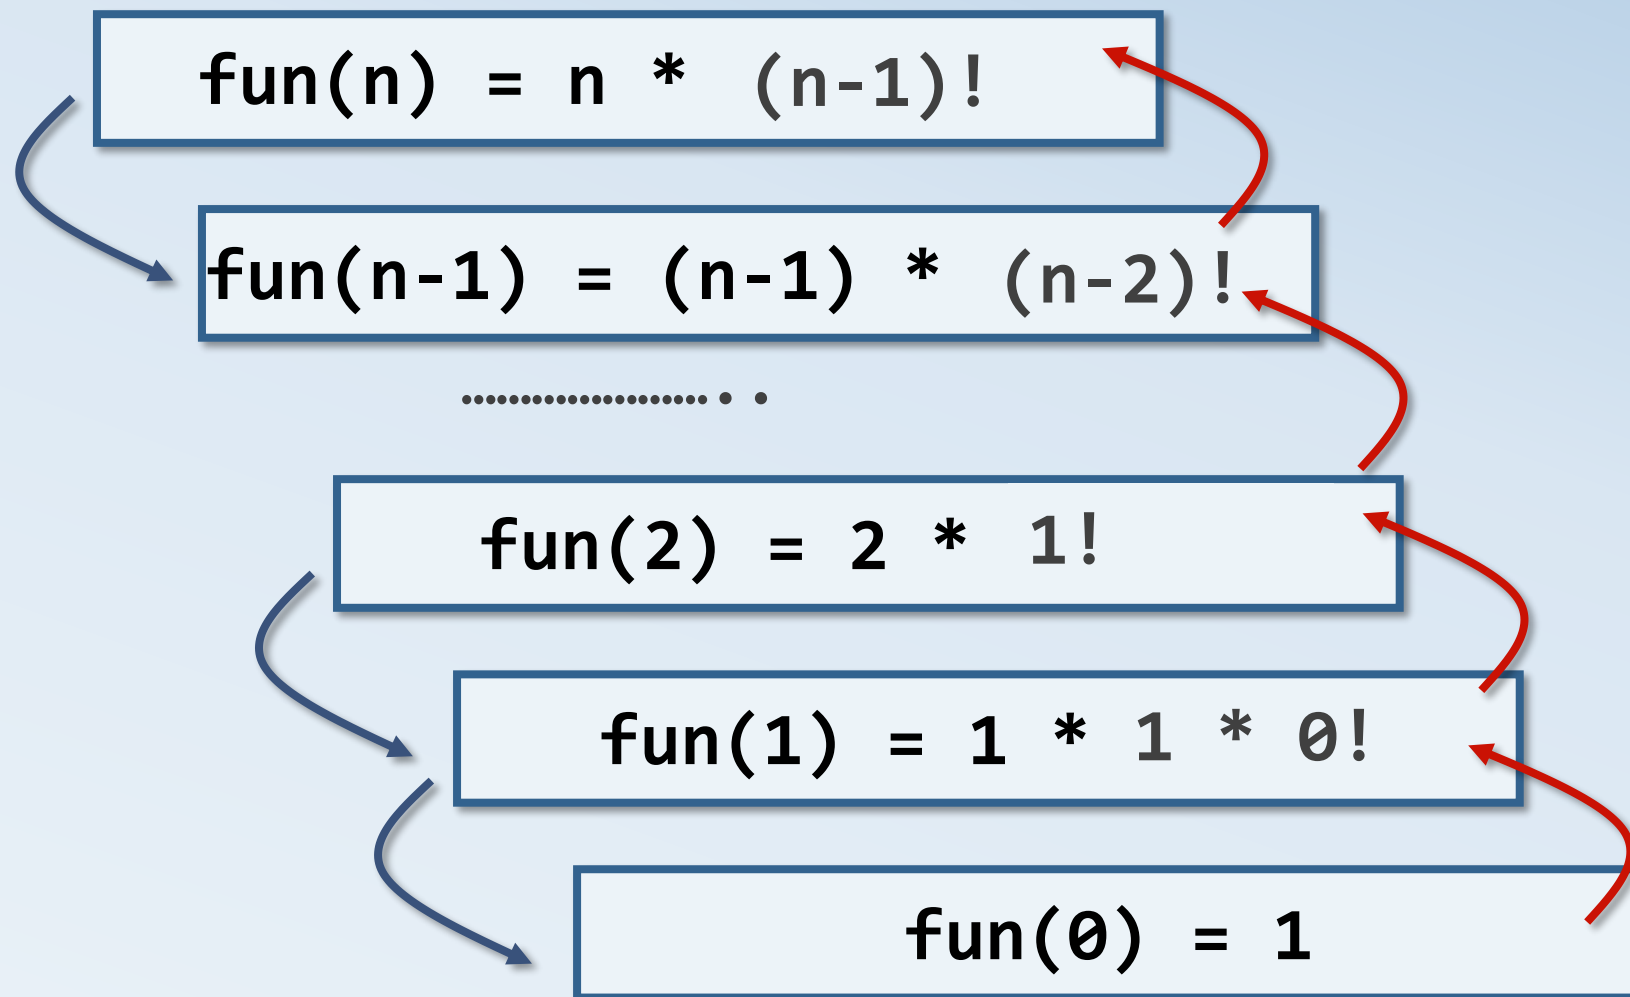 fun(n) = n * (n-1)!
fun(n-1) = (n-1) * (n-2)!
......................
fun(2) = 2 * 1!
fun(1) = 1 * 1 * 0!
fun(0) = 1